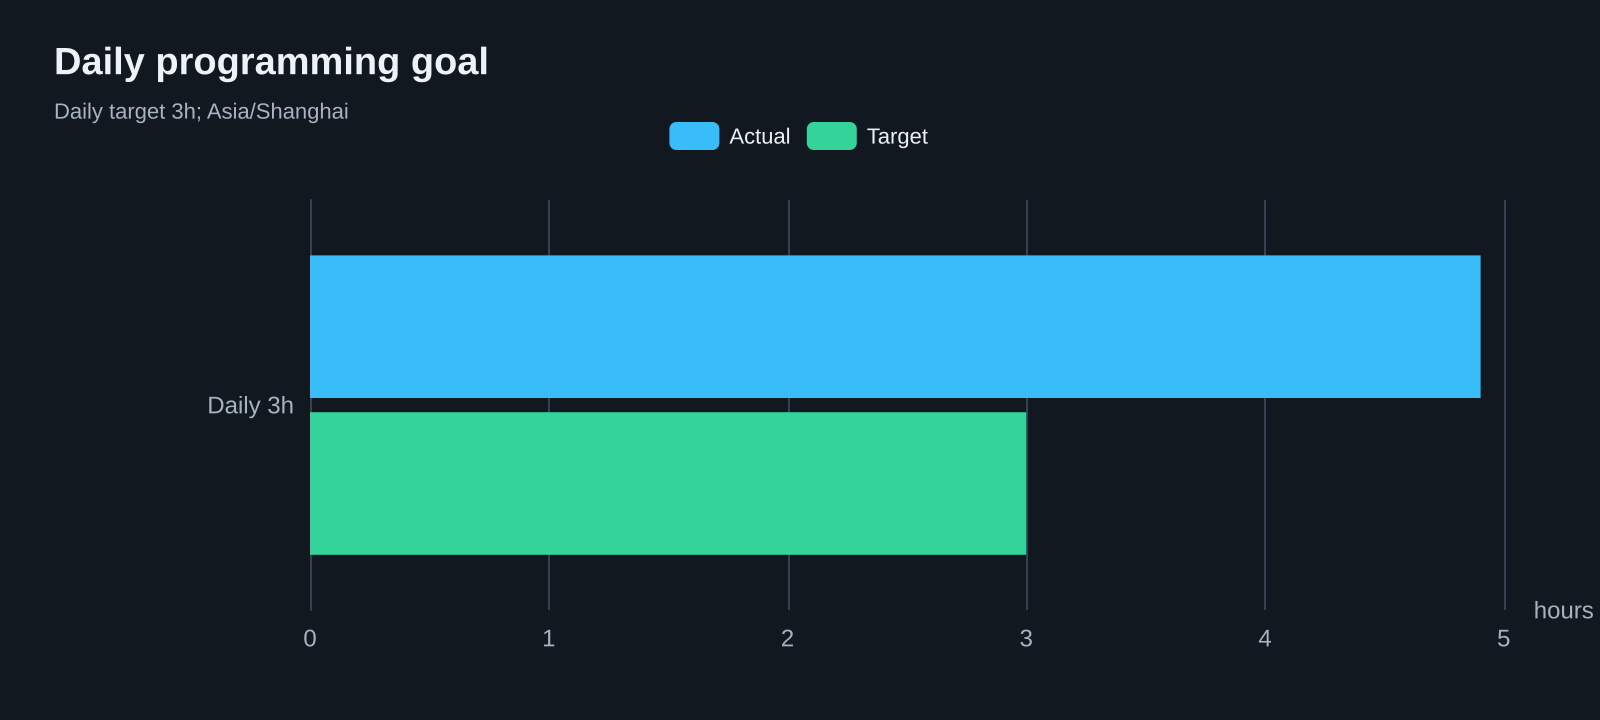 Daily programming goal
Daily target 3h; Asia/Shanghai
Actual Target
Daily 3h
hours
0 1 2 3 4 5